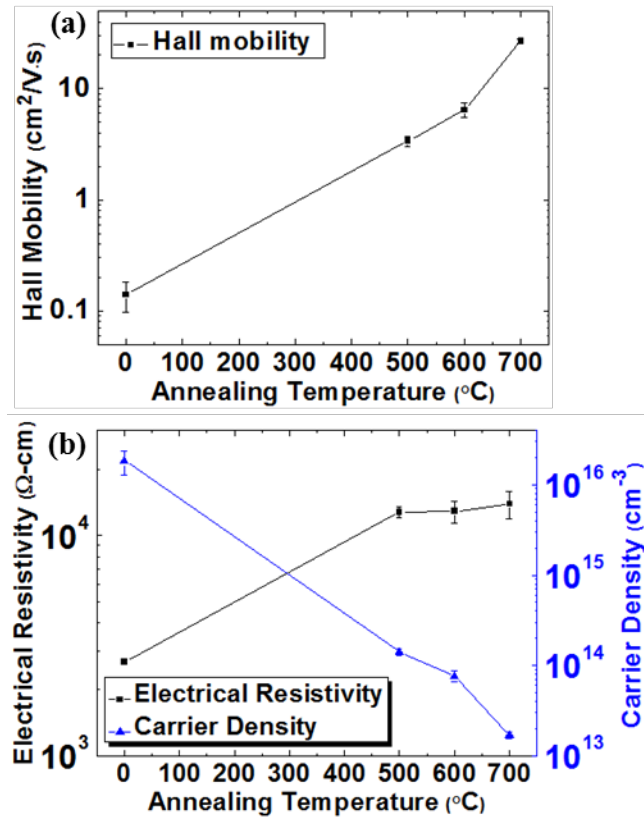 (a)
Hall mobility
Hall Mobility (cm²/V·s)
10
1
0.1
0 100 200 300 400 500 600 700
Annealing Temperature (°C)
(b)
Electrical Resistivity (Ω-cm)
10⁴
10³
Electrical Resistivity
Carrier Density
10¹⁶
10¹⁵
10¹⁴
10¹³
Carrier Density (cm⁻³)
0 100 200 300 400 500 600 700
Annealing Temperature (°C)